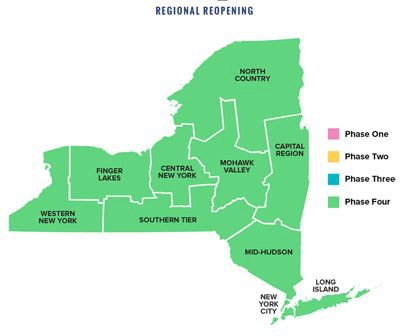 REGIONAL REOPENING
NORTH
COUNTRY
Phase One
Phase Two
Phase Three
Phase Four
CAPITAL
REGION
MOHAWK
VALLEY
CENTRAL
NEW YORK
FINGER
LAKES
WESTERN
NEW YORK
SOUTHERN TIER
MID-HUDSON
LONG
ISLAND
NEW
YORK
CITY